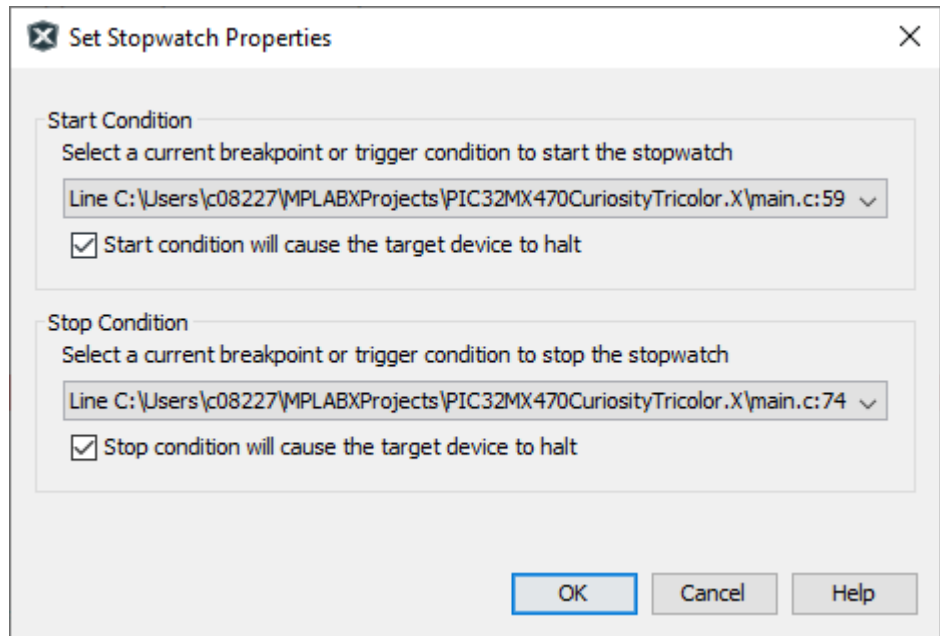 Set Stopwatch Properties
Start Condition
Select a current breakpoint or trigger condition to start the stopwatch
Line C:\Users\c08227\MPLABXProjects\PIC32MX470CuriosityTricolor.X\main.c:59
Start condition will cause the target device to halt
Stop Condition
Select a current breakpoint or trigger condition to stop the stopwatch
Line C:\Users\c08227\MPLABXProjects\PIC32MX470CuriosityTricolor.X\main.c:74
Stop condition will cause the target device to halt
OK Cancel Help